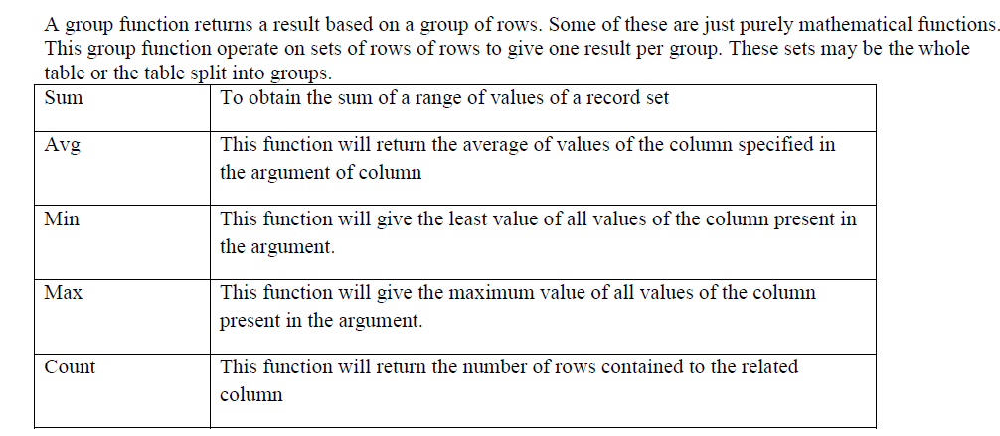 A group function returns a result based on a group of rows. Some of these are just purely mathematical functions.
This group function operate on sets of rows of rows to give one result per group. These sets may be the whole
table or the table split into groups.
Sum To obtain the sum of a range of values of a record set
Avg This function will return the average of values of the column specified in
the argument of column
Min This function will give the least value of all values of the column present in
the argument.
Max This function will give the maximum value of all values of the column
present in the argument.
Count This function will return the number of rows contained to the related
column